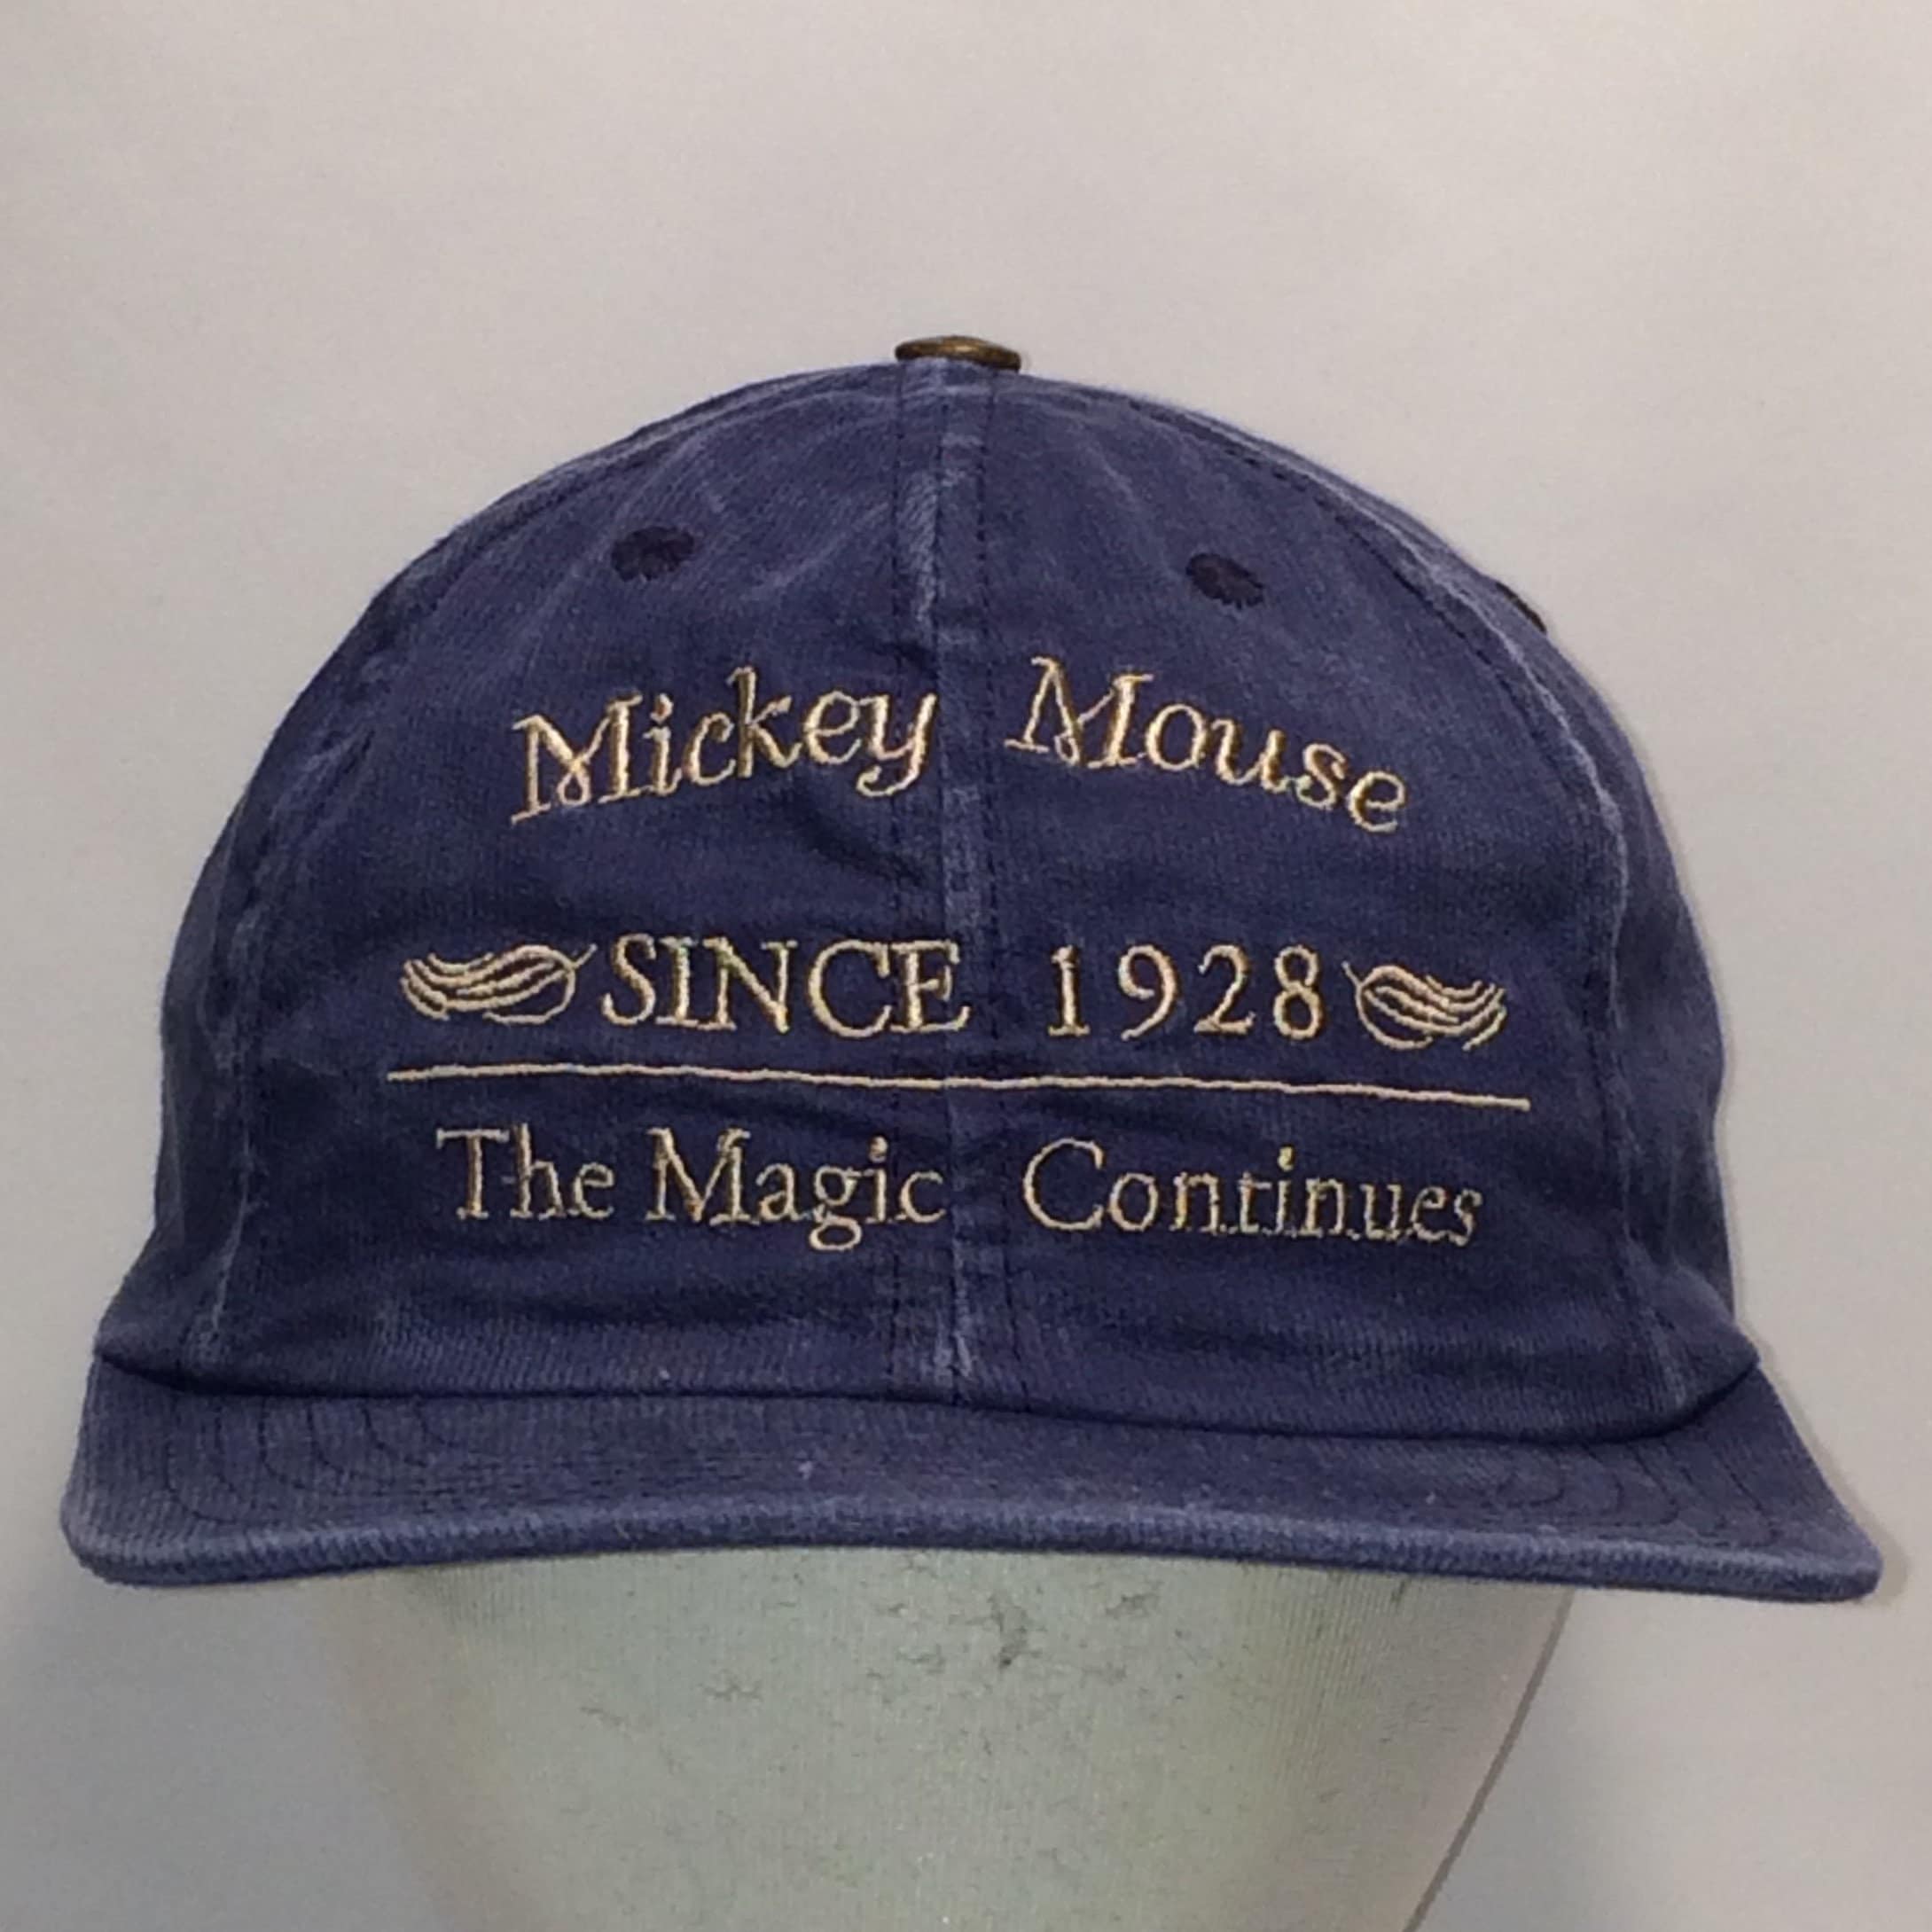 Mickey Mouse
SINCE 1928
The Magic Continues